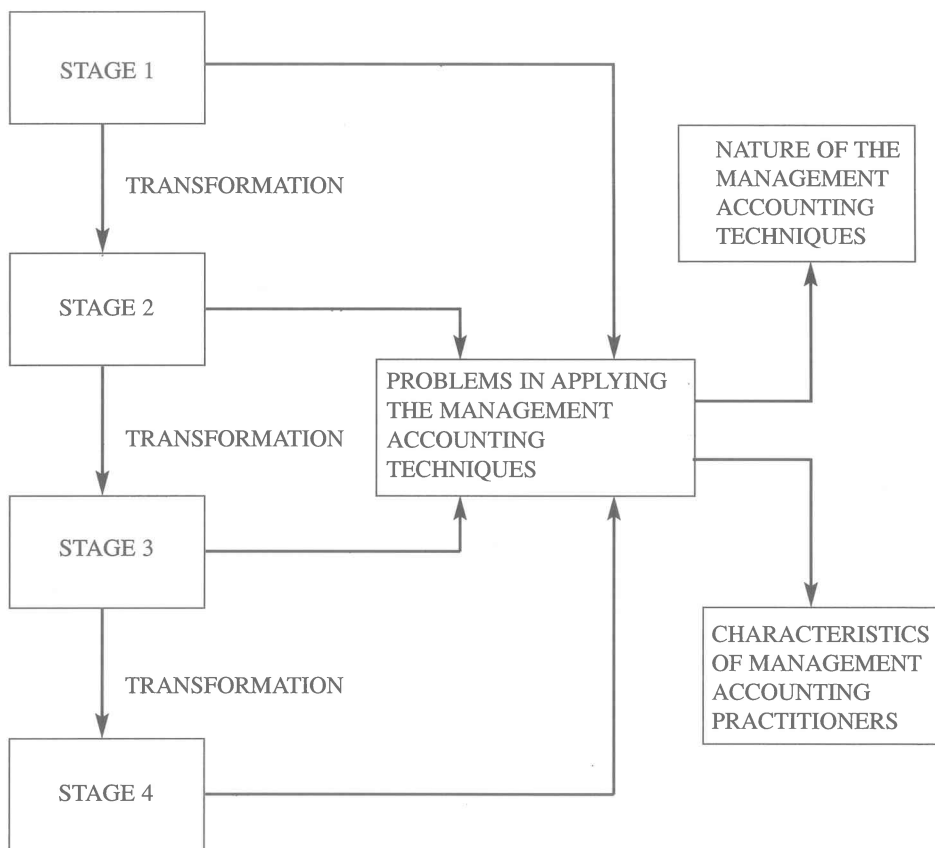 STAGE 1
TRANSFORMATION
STAGE 2
TRANSFORMATION
STAGE 3
TRANSFORMATION
STAGE 4
PROBLEMS IN APPLYING
THE MANAGEMENT
ACCOUNTING
TECHNIQUES
NATURE OF THE
MANAGEMENT
ACCOUNTING
TECHNIQUES
CHARACTERISTICS
OF MANAGEMENT
ACCOUNTING
PRACTITIONERS